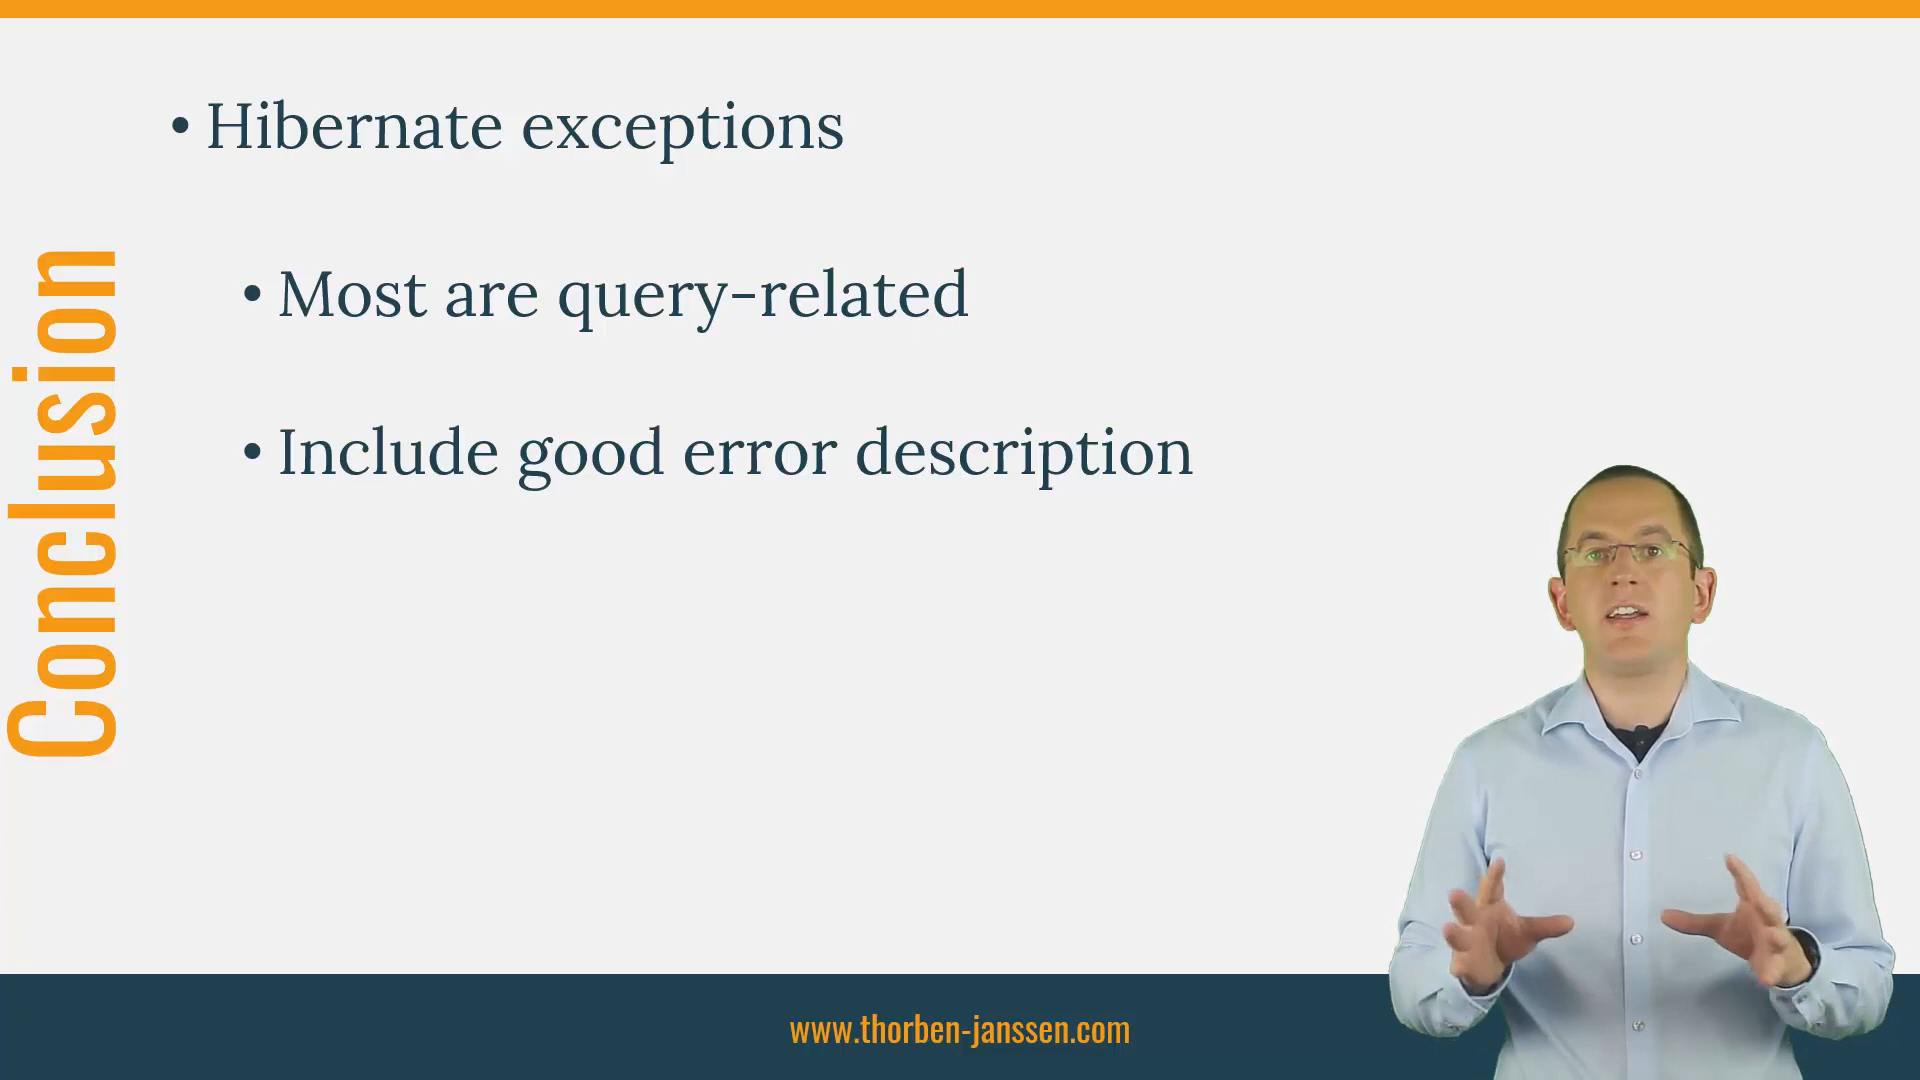 Conclusion
• Hibernate exceptions
• Most are query-related
• Include good error description
www.thorben-janssen.com